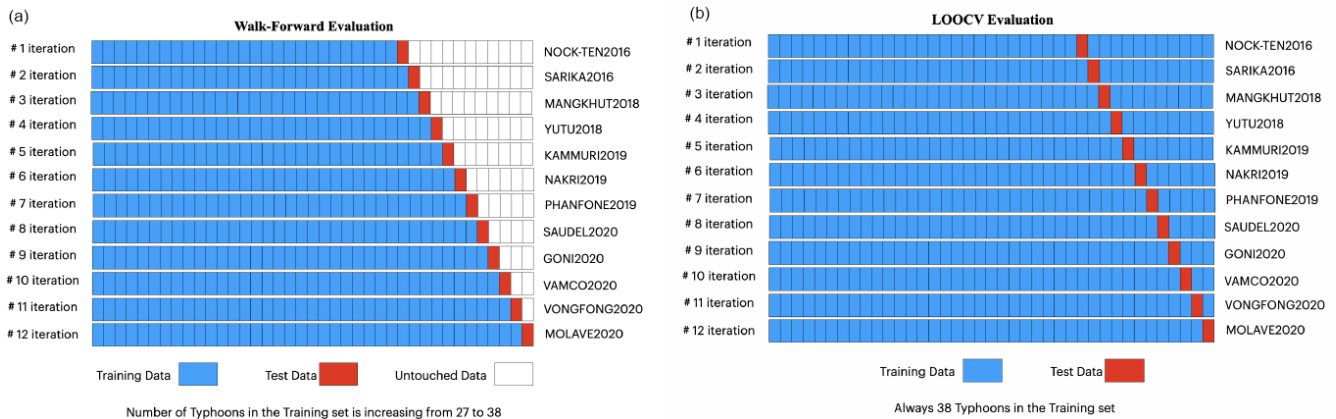 (a)
Walk-Forward Evaluation
# 1 iteration
NOCK-TEN2016
# 2 iteration
SARIKA2016
# 3 iteration
MANGKHUT2018
# 4 iteration
YUTU2018
# 5 iteration
KAMMURI2019
# 6 iteration
NAKRI2019
# 7 iteration
PHANFONE2019
# 8 iteration
SAUDEL2020
# 9 iteration
GONI2020
# 10 iteration
VAMCO2020
# 11 iteration
VONGFONG2020
# 12 iteration
MOLAVE2020
Training Data
Test Data
Untouched Data
Number of Typhoons in the Training set is increasing from 27 to 38
(b)
LOOCV Evaluation
# 1 iteration
NOCK-TEN2016
# 2 iteration
SARIKA2016
# 3 iteration
MANGKHUT2018
# 4 iteration
YUTU2018
# 5 iteration
KAMMURI2019
# 6 iteration
NAKRI2019
# 7 iteration
PHANFONE2019
# 8 iteration
SAUDEL2020
# 9 iteration
GONI2020
# 10 iteration
VAMCO2020
# 11 iteration
VONGFONG2020
# 12 iteration
MOLAVE2020
Training Data
Test Data
Always 38 Typhoons in the Training set